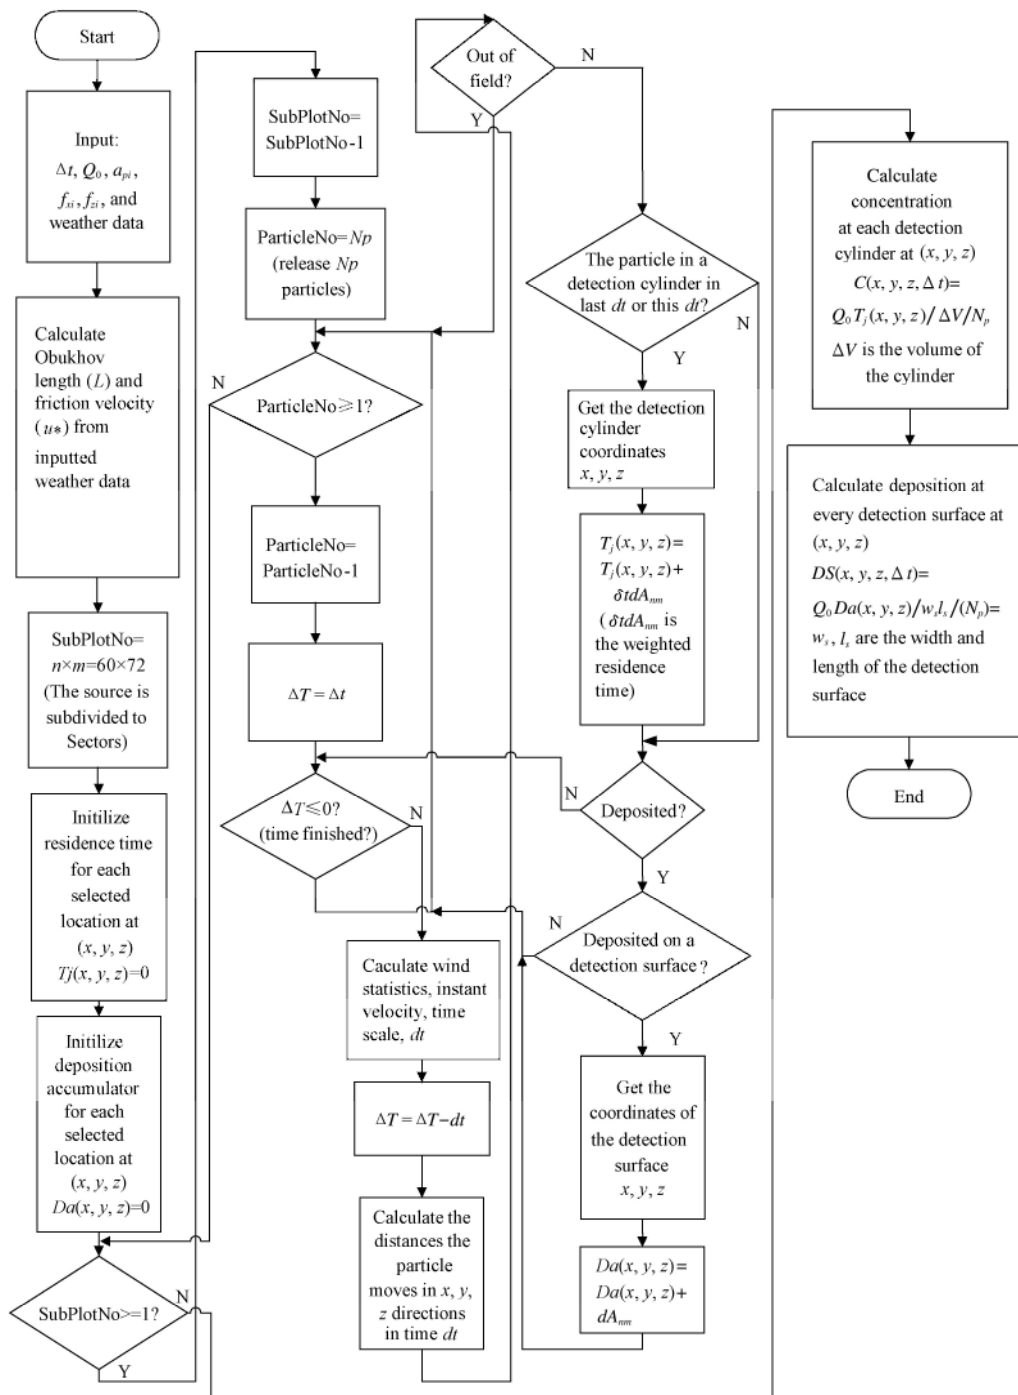 Start
Input:
Δt, Q₀, aₚᵢ,
fₓᵢ, f_zi, and
weather data
Calculate
Obukhov
length (L) and
friction velocity
(u*) from
inputted
weather data
SubPlotNo=
n×m=60×72
(The source is
subdivided to
Sectors)
Initilize
residence time
for each
selected
location at
(x, y, z)
Tj(x, y, z)=0
Initilize
deposition
accumulator
for each
selected
location at
(x, y, z)
Da(x, y, z)=0
SubPlotNo>=1?
N
Y
SubPlotNo=
SubPlotNo-1
ParticleNo=Np
(release Np
particles)
N
ParticleNo≥1?
ParticleNo=
ParticleNo-1
ΔT = Δt
ΔT≤0?
(time finished?)
N
Caculate wind
statistics, instant
velocity, time
scale, dt
ΔT = ΔT−dt
Calculate the
distances the
particle
moves in x, y,
z directions
in time dt
Out of
field?
N
Y
The particle in a
detection cylinder in
last dt or this dt?
N
Y
Get the detection
cylinder
coordinates
x, y, z
T_j(x, y, z)=
T_j(x, y, z)+
δtdA_nm
(δtdA_nm is
the weighted
residence
time)
N
Deposited?
Y
N
Deposited on a
detection surface?
Y
Get the
coordinates of
the detection
surface
x, y, z
Da(x, y, z)=
Da(x, y, z)+
dA_nm
Calculate
concentration
at each detection
cylinder at (x, y, z)
C(x, y, z, Δt)=
Q₀T_j(x, y, z)/ΔV/N_p
ΔV is the volume of
the cylinder
Calculate deposition at
every detection surface at
(x, y, z)
DS(x, y, z, Δt)=
Q₀Da(x, y, z)/w_s l_s/(N_p)=
w_s, l_s are the width and
length of the detection
surface
End